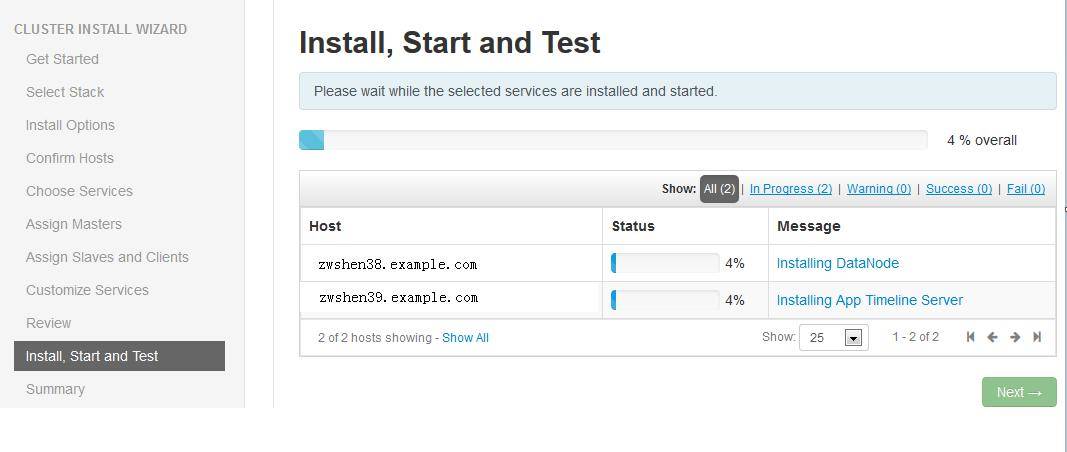 CLUSTER INSTALL WIZARD
Get Started
Select Stack
Install Options
Confirm Hosts
Choose Services
Assign Masters
Assign Slaves and Clients
Customize Services
Review
Install, Start and Test
Summary
Install, Start and Test
Please wait while the selected services are installed and started.
4 % overall
Show: All (2) | In Progress (2) | Warning (0) | Success (0) | Fail (0)
Host Status Message
zwshen38.example.com 4% Installing DataNode
zwshen39.example.com 4% Installing App Timeline Server
2 of 2 hosts showing - Show All Show: 25 1 - 2 of 2
Next →